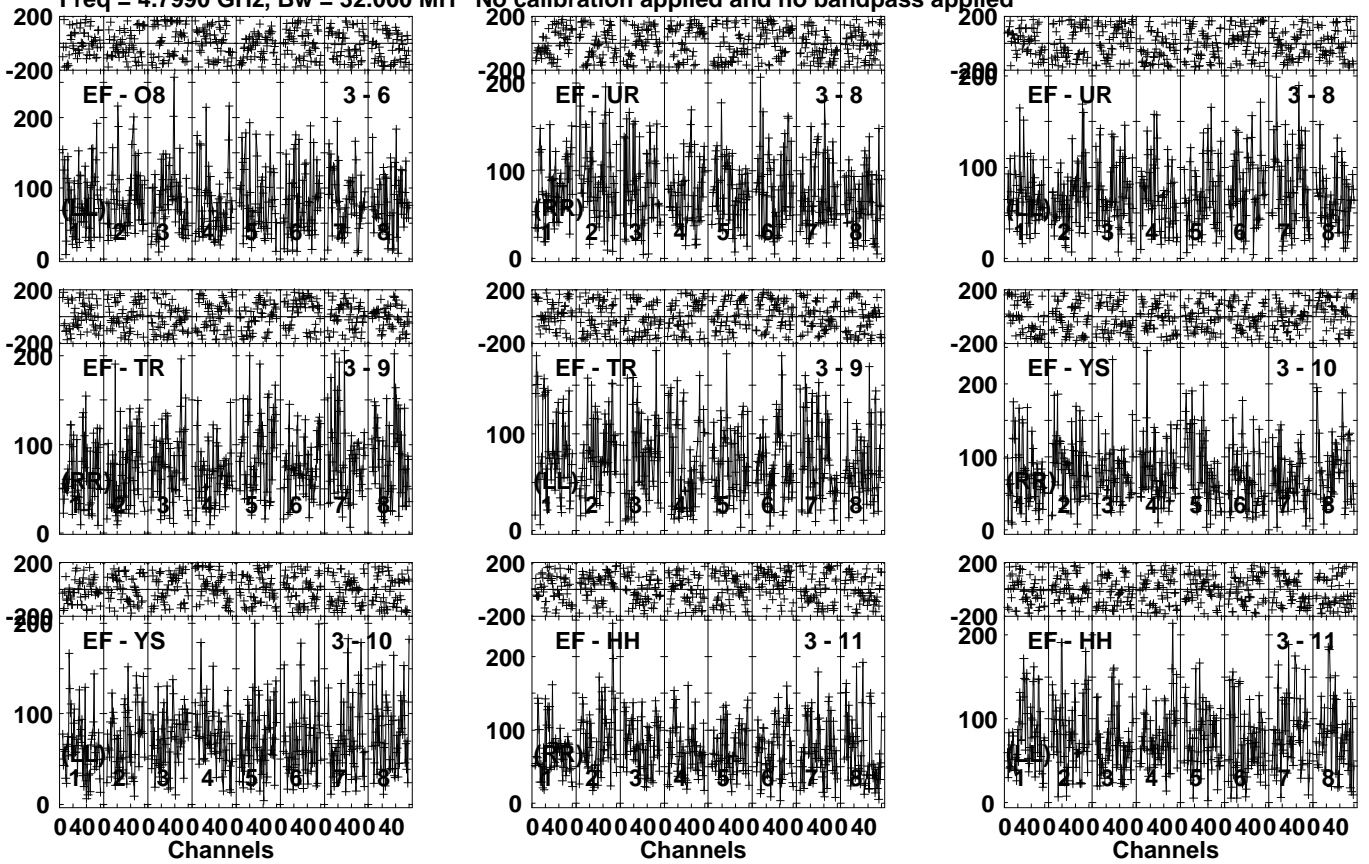 Freq = 4.7990 GHz, Bw = 32.000 MH No calibration applied and no bandpass applied
200 200 200
-200 -200 -200
EF - O8 3 - 6 EF - UR 3 - 8 EF - UR 3 - 8
200 200 200
100 100 100
(LL) (RR) (LL)
1 2 3 4 5 6 7 8 1 2 3 4 5 6 7 8 1 2 3 4 5 6 7 8
0 0 0
200 200 200
-200 -200 -200
EF - TR 3 - 9 EF - TR 3 - 9 EF - YS 3 - 10
200 200 200
100 100 100
(RR) (LL) (RR)
1 2 3 4 5 6 7 8 1 2 3 4 5 6 7 8 1 2 3 4 5 6 7 8
0 0 0
200 200 200
-200 -200 -200
EF - YS 3 - 10 EF - HH 3 - 11 EF - HH 3 - 11
200 200 200
100 100 100
(LL) (RR) (LL)
1 2 3 4 5 6 7 8 1 2 3 4 5 6 7 8 1 2 3 4 5 6 7 8
0 0 0
0 40 0 40 0 40 0 40 0 40 0 40 0 40 0 40 0 40 0 40 0 40 0 40 0 40 0 40 0 40 0 40 0 40 0 40 0 40 0 40 0 40 0 40 0 40 0 40
Channels Channels Channels